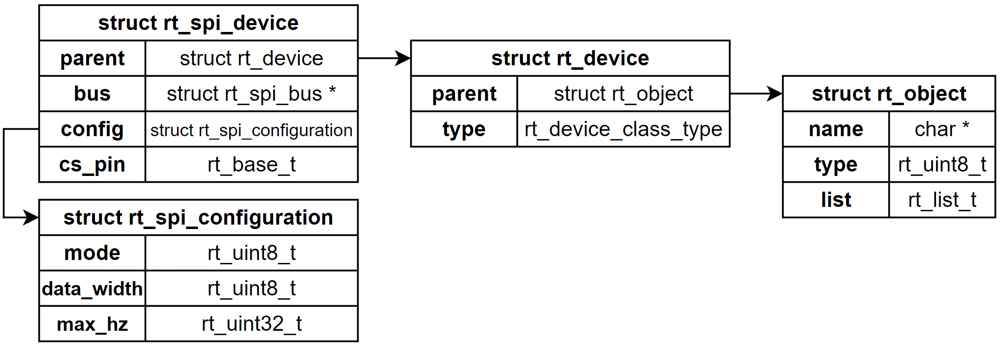 struct rt_spi_device
parent struct rt_device
bus struct rt_spi_bus *
config struct rt_spi_configuration
cs_pin rt_base_t
struct rt_spi_configuration
mode rt_uint8_t
data_width rt_uint8_t
max_hz rt_uint32_t
struct rt_device
parent struct rt_object
type rt_device_class_type
struct rt_object
name char *
type rt_uint8_t
list rt_list_t